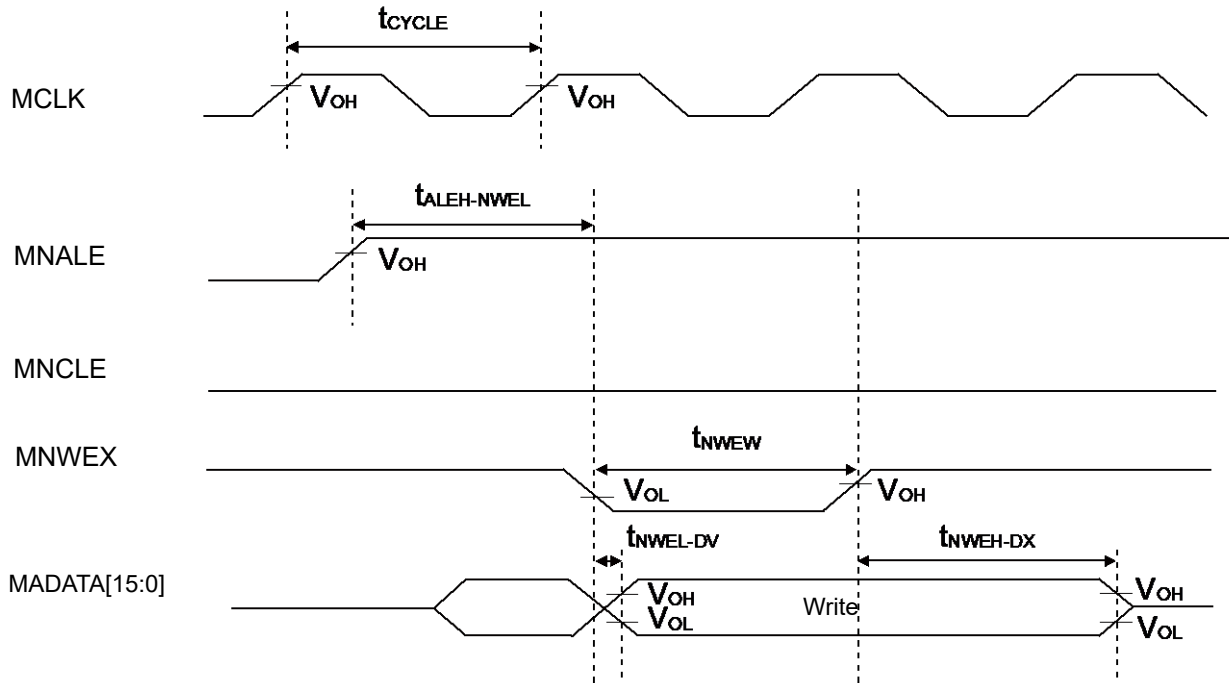 tCYCLE
MCLK
VOH
VOH
tALEH-NWEL
MNALE
VOH
MNCLE
tNWEW
MNWEX
VOL
VOH
tNWEL-DV
tNWEH-DX
MADATA[15:0]
VOH
Write
VOH
VOL
VOL